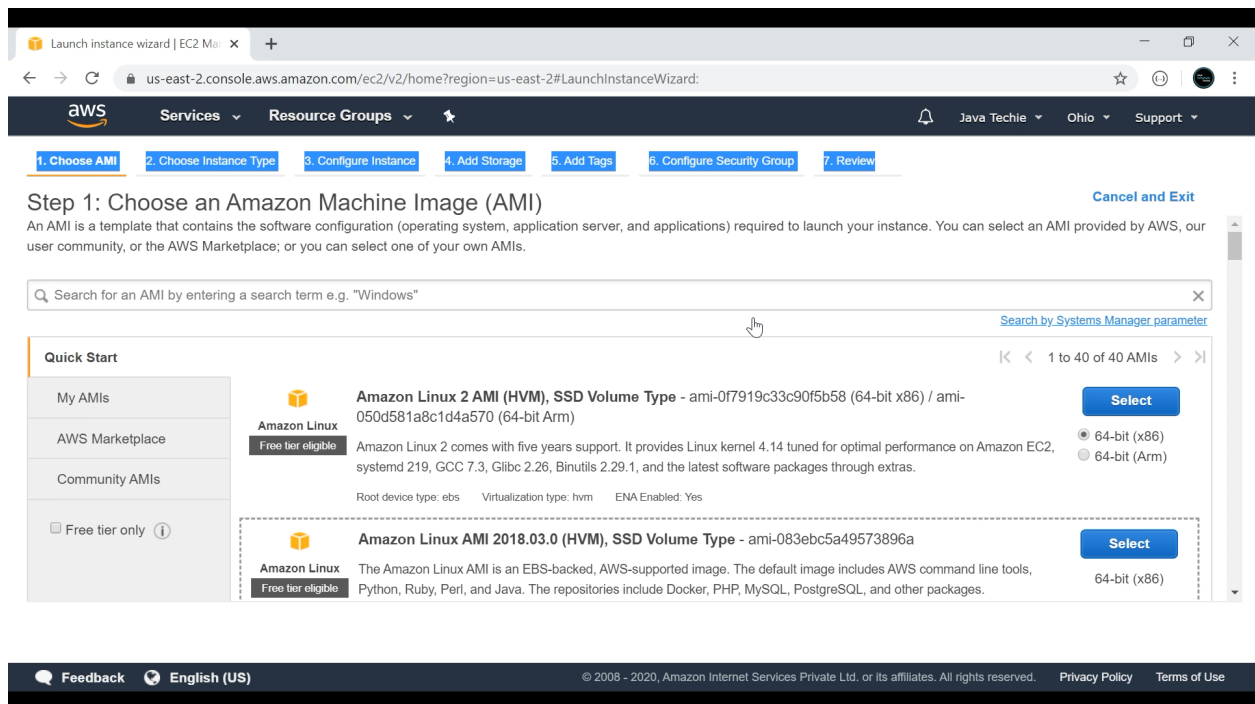 Launch instance wizard | EC2 Ma
us-east-2.console.aws.amazon.com/ec2/v2/home?region=us-east-2#LaunchInstanceWizard:
aws Services Resource Groups Java Techie Ohio Support
1. Choose AMI 2. Choose Instance Type 3. Configure Instance 4. Add Storage 5. Add Tags 6. Configure Security Group 7. Review
Step 1: Choose an Amazon Machine Image (AMI)
Cancel and Exit
An AMI is a template that contains the software configuration (operating system, application server, and applications) required to launch your instance. You can select an AMI provided by AWS, our
user community, or the AWS Marketplace; or you can select one of your own AMIs.
Search for an AMI by entering a search term e.g. "Windows"
Search by Systems Manager parameter
Quick Start
1 to 40 of 40 AMIs
My AMIs
AWS Marketplace
Community AMIs
Free tier only
Amazon Linux
Free tier eligible
Amazon Linux 2 AMI (HVM), SSD Volume Type - ami-0f7919c33c90f5b58 (64-bit x86) / ami-
050d581a8c1d4a570 (64-bit Arm)
Amazon Linux 2 comes with five years support. It provides Linux kernel 4.14 tuned for optimal performance on Amazon EC2,
systemd 219, GCC 7.3, Glibc 2.26, Binutils 2.29.1, and the latest software packages through extras.
Root device type: ebs Virtualization type: hvm ENA Enabled: Yes
Select
64-bit (x86)
64-bit (Arm)
Amazon Linux
Free tier eligible
Amazon Linux AMI 2018.03.0 (HVM), SSD Volume Type - ami-083ebc5a49573896a
The Amazon Linux AMI is an EBS-backed, AWS-supported image. The default image includes AWS command line tools,
Python, Ruby, Perl, and Java. The repositories include Docker, PHP, MySQL, PostgreSQL, and other packages.
Select
64-bit (x86)
Feedback English (US) © 2008 - 2020, Amazon Internet Services Private Ltd. or its affiliates. All rights reserved. Privacy Policy Terms of Use